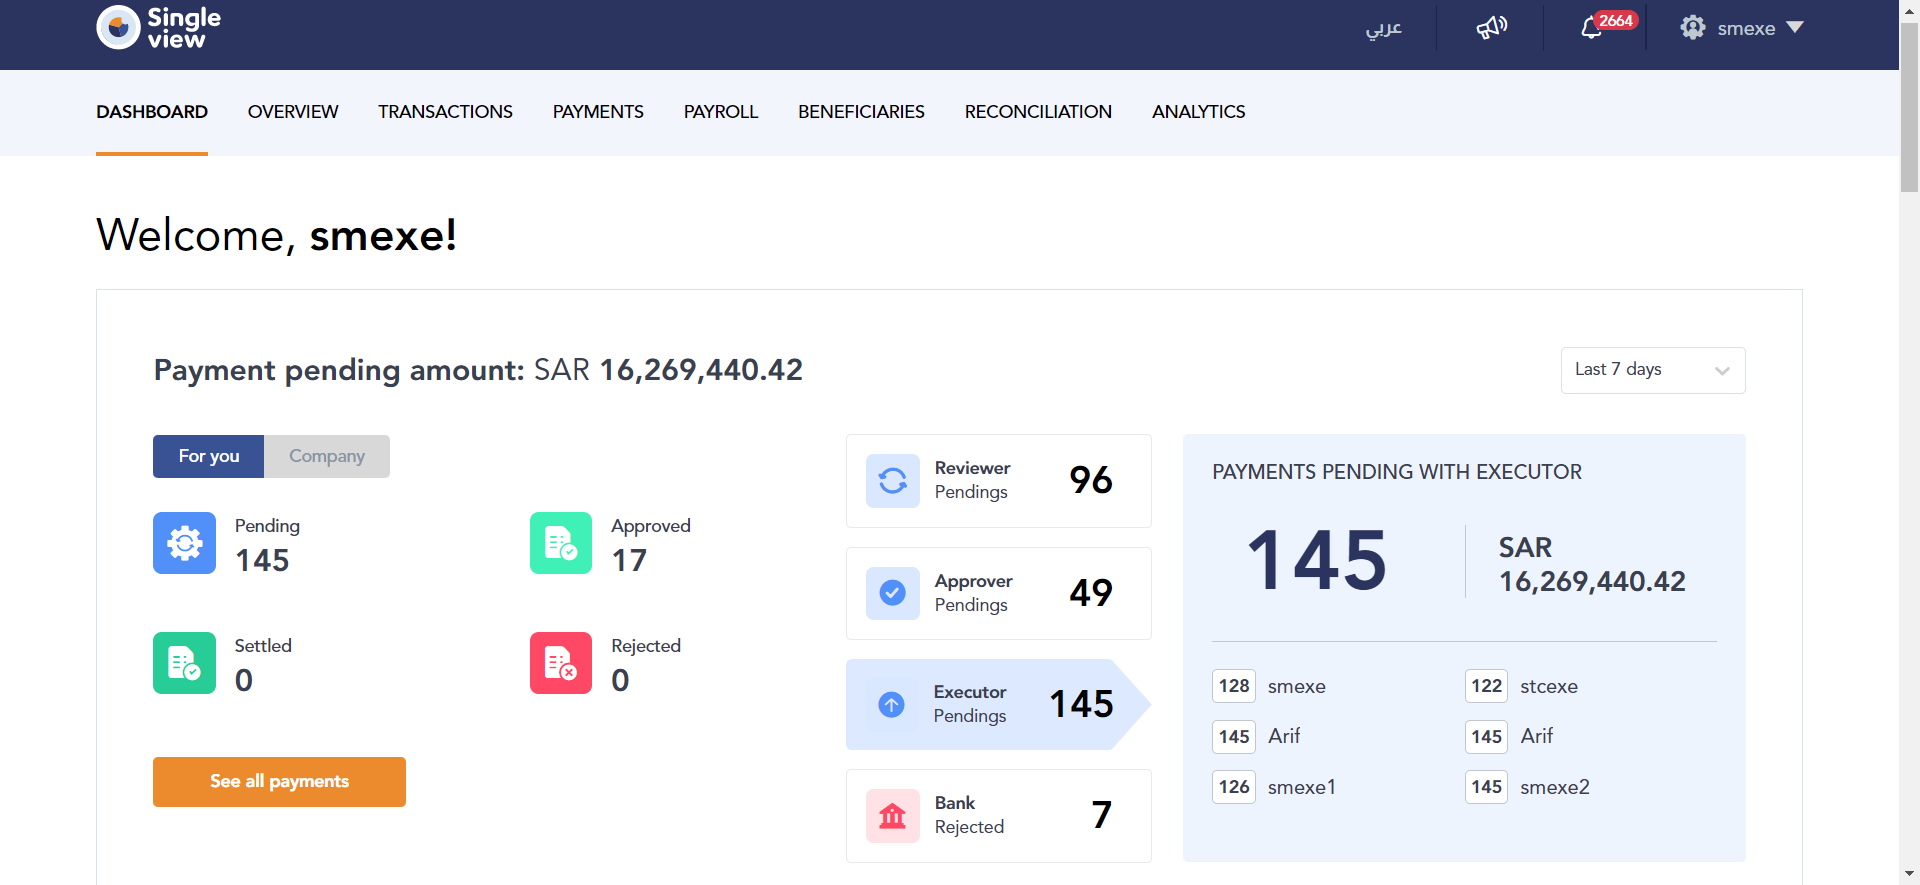 Single
view
عربي
2664
smexe
DASHBOARD
OVERVIEW
TRANSACTIONS
PAYMENTS
PAYROLL
BENEFICIARIES
RECONCILIATION
ANALYTICS
Welcome, smexe!
Payment pending amount: SAR 16,269,440.42
Last 7 days
For you
Company
Pending
145
Approved
17
Settled
0
Rejected
0
See all payments
Reviewer
Pendings
96
Approver
Pendings
49
Executor
Pendings
145
Bank
Rejected
7
PAYMENTS PENDING WITH EXECUTOR
145
SAR
16,269,440.42
128 smexe
122 stcexe
145 Arif
145 Arif
126 smexe1
145 smexe2